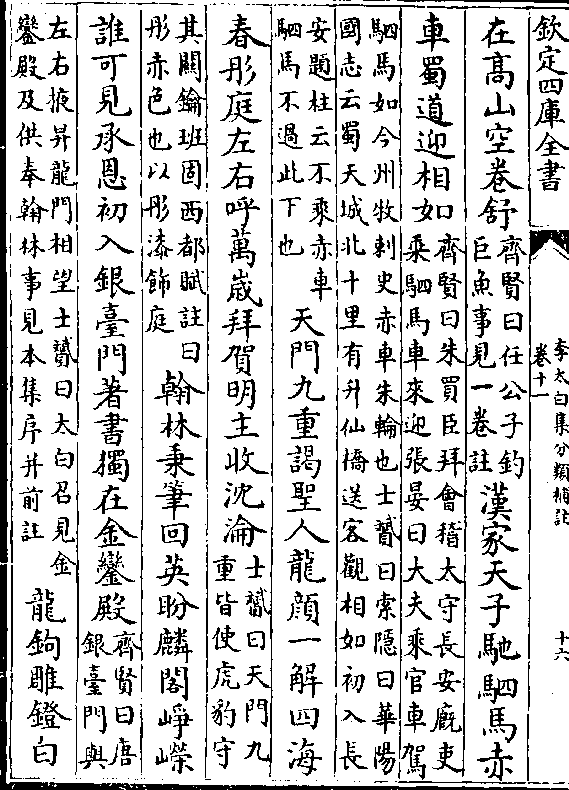 欽定四庫全書
李太白集分類補註
卷十一
十六
在髙山空卷舒
齊賢曰任公子釣
巨魚事見一卷註
漢家天子馳駟馬赤
車蜀道迎相如
齊賢曰朱買臣拜會稽太守長安廐吏
乗駟馬車來迎張晏曰大夫乘官車駕
駟馬如今州牧刺史赤車朱輪也士贇曰索隱曰華陽
國志云蜀天城北十里有升仙橋送客觀相如初入長
安題柱云不乘赤車
駟馬不過此下也
天門九重謁聖人龍顔一解四海
春彤庭左右呼萬歲拜賀明主收沈淪
士贇曰天門九
重皆使虎豹守
其關鑰班固西都賦註曰
彤赤色也以彤漆飾庭
翰林秉筆回英盼麟閣崢嶸
誰可見承恩初入銀臺門著書獨在金鑾殿
齊賢曰唐
銀臺門與
左右掖昇龍門相望士贇曰太白召見金
鑾殿及供奉翰林事見本集序并前註
龍鉤雕鐙白